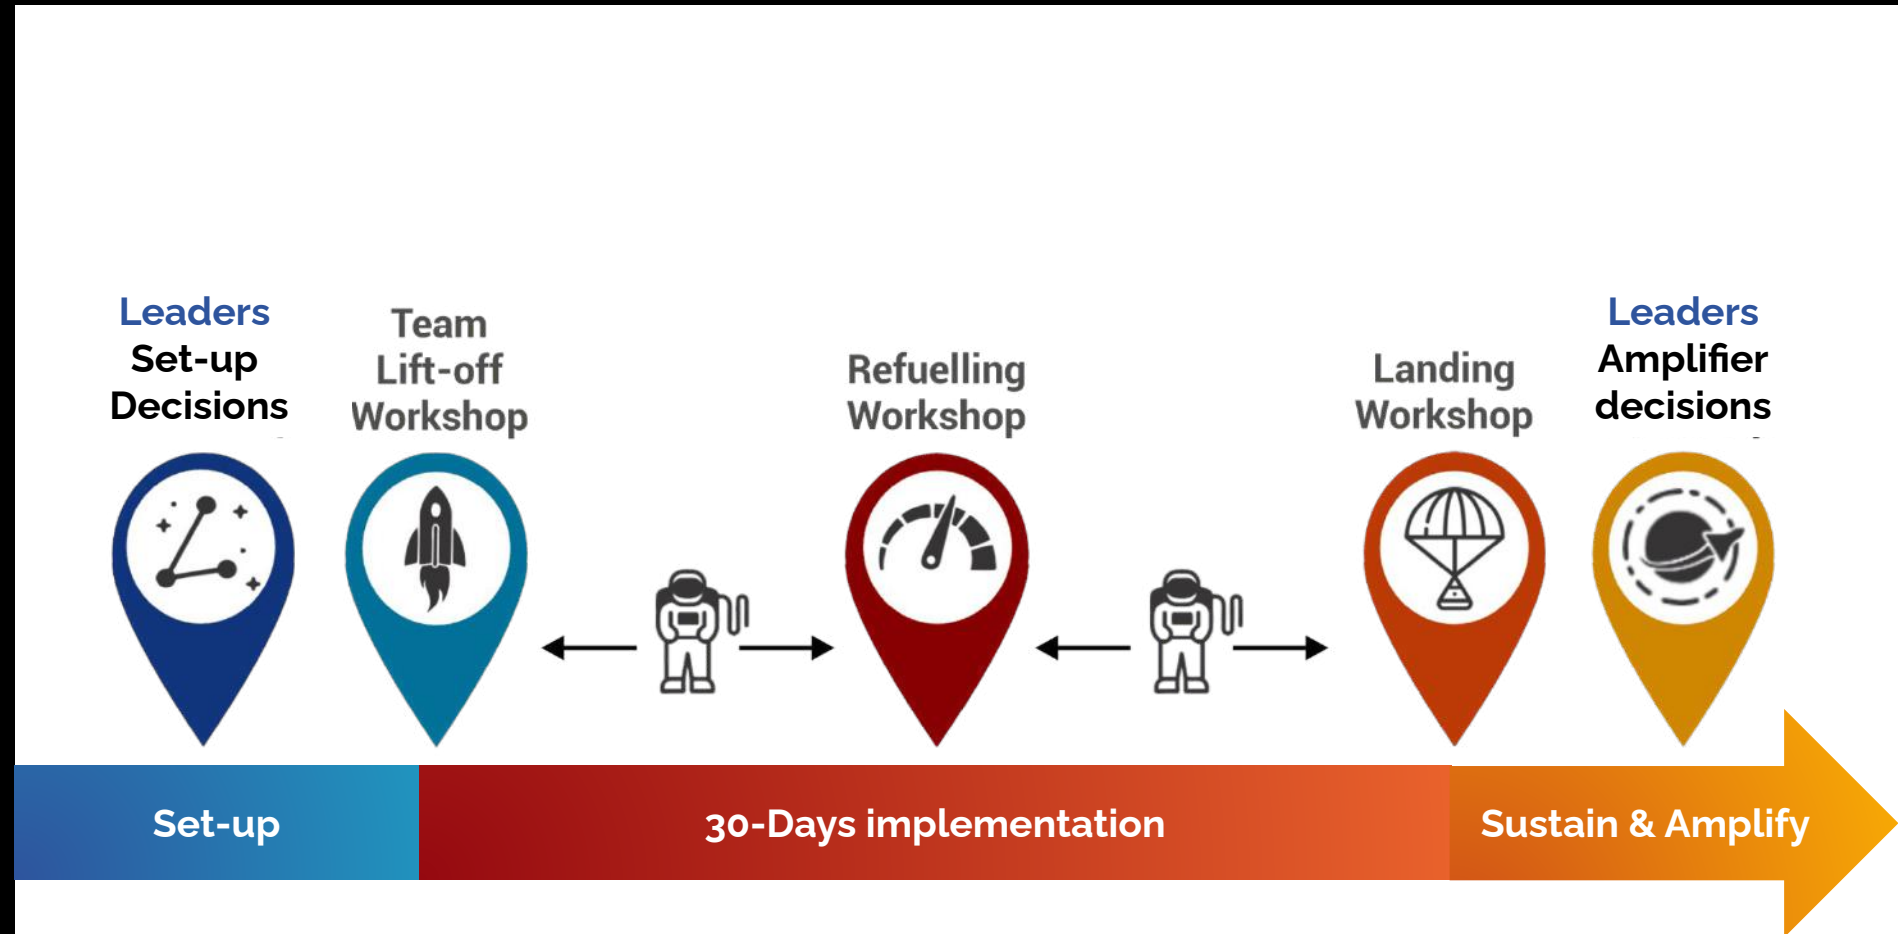 Leaders
Set-up
Decisions
Team
Lift-off
Workshop
Refuelling
Workshop
Landing
Workshop
Leaders
Amplifier
decisions
Set-up
30-Days implementation
Sustain & Amplify